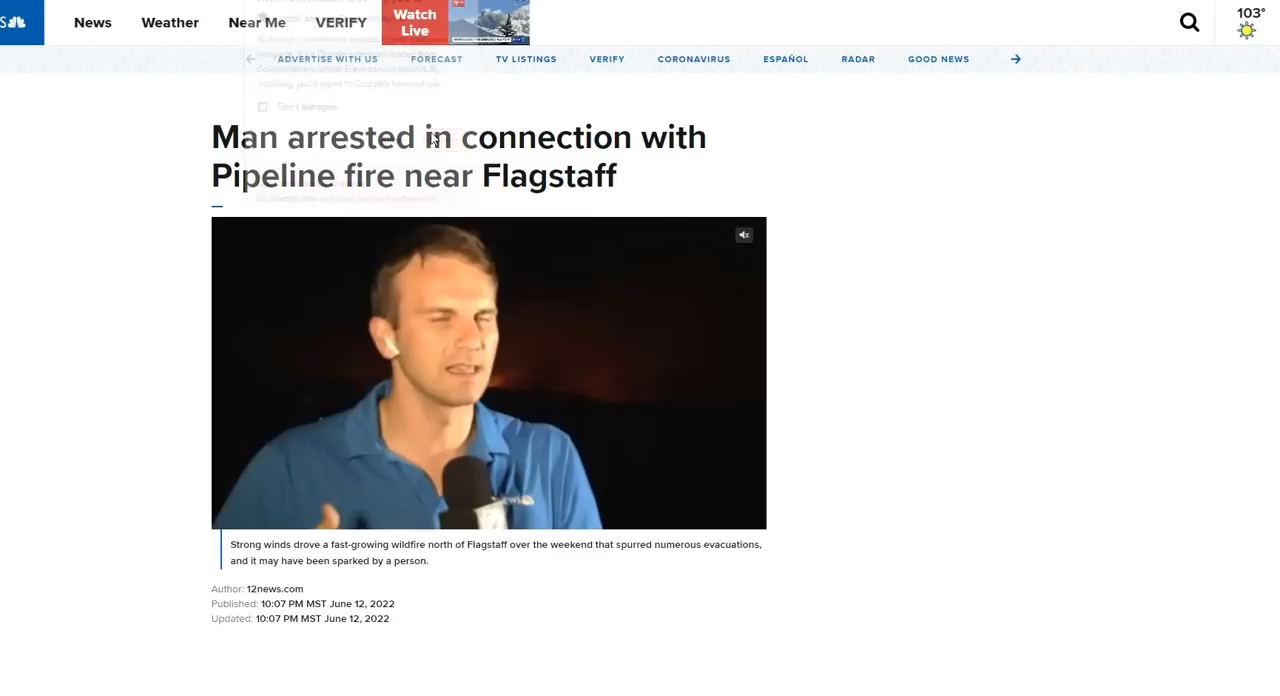 News
Weather
Near Me
VERIFY
Watch
Live
103°
ADVERTISE WITH US
FORECAST
TV LISTINGS
VERIFY
CORONAVIRUS
ESPAÑOL
RADAR
GOOD NEWS
Man arrested in connection with
Pipeline fire near Flagstaff
Strong winds drove a fast-growing wildfire north of Flagstaff over the weekend that spurred numerous evacuations,
and it may have been sparked by a person.
Author: 12news.com
Published: 10:07 PM MST June 12, 2022
Updated: 10:07 PM MST June 12, 2022